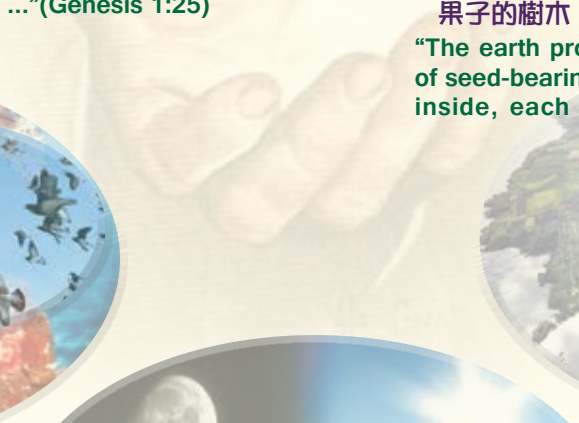 ..."(Genesis 1:25)
果子的樹木
“The earth pro
of seed-bearin
inside, each